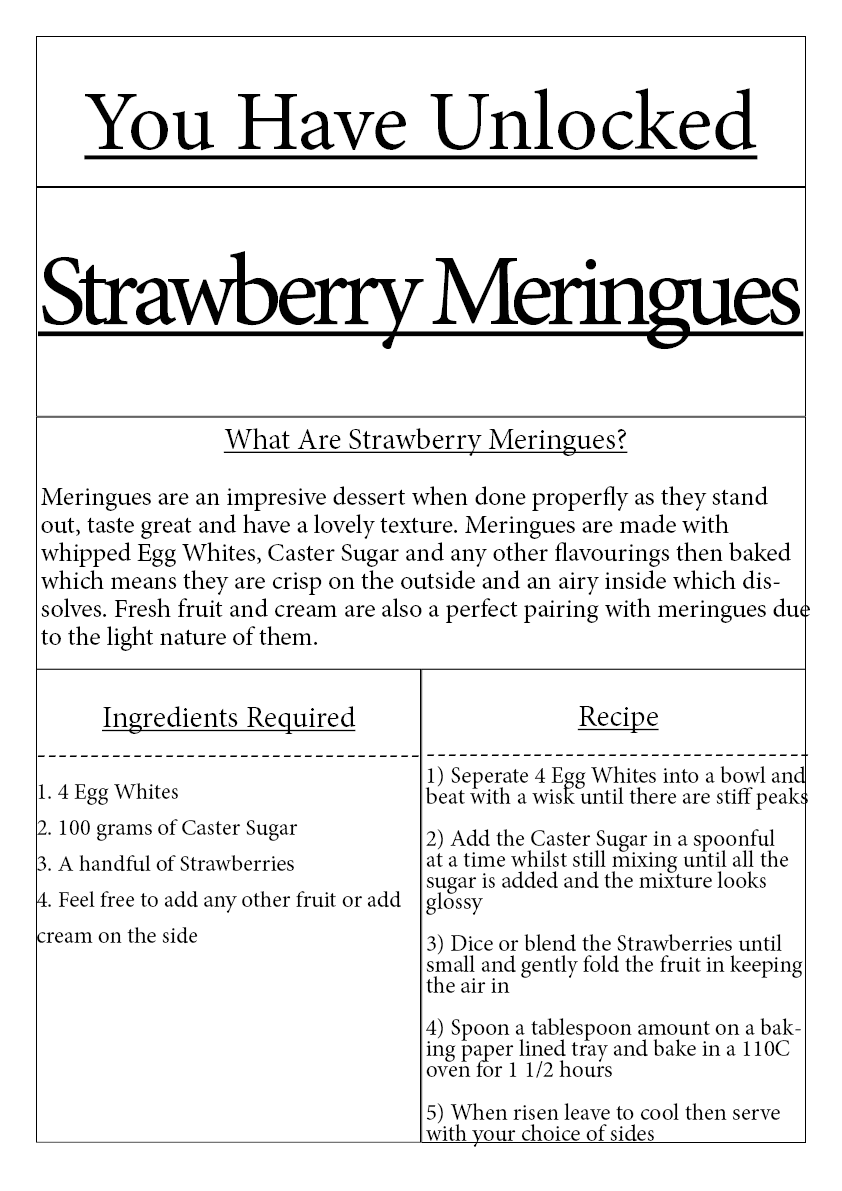 You Have Unlocked
Strawberry Meringues
What Are Strawberry Meringues?
Meringues are an impresive dessert when done properfly as they stand
out, taste great and have a lovely texture. Meringues are made with
whipped Egg Whites, Caster Sugar and any other flavourings then baked
which means they are crisp on the outside and an airy inside which dis-
solves. Fresh fruit and cream are also a perfect pairing with meringues due
to the light nature of them.
Ingredients Required
1. 4 Egg Whites
2. 100 grams of Caster Sugar
3. A handful of Strawberries
4. Feel free to add any other fruit or add
cream on the side
Recipe
1) Seperate 4 Egg Whites into a bowl and
beat with a wisk until there are stiff peaks
2) Add the Caster Sugar in a spoonful
at a time whilst still mixing until all the
sugar is added and the mixture looks
glossy
3) Dice or blend the Strawberries until
small and gently fold the fruit in keeping
the air in
4) Spoon a tablespoon amount on a bak-
ing paper lined tray and bake in a 110C
oven for 1 1/2 hours
5) When risen leave to cool then serve
with your choice of sides